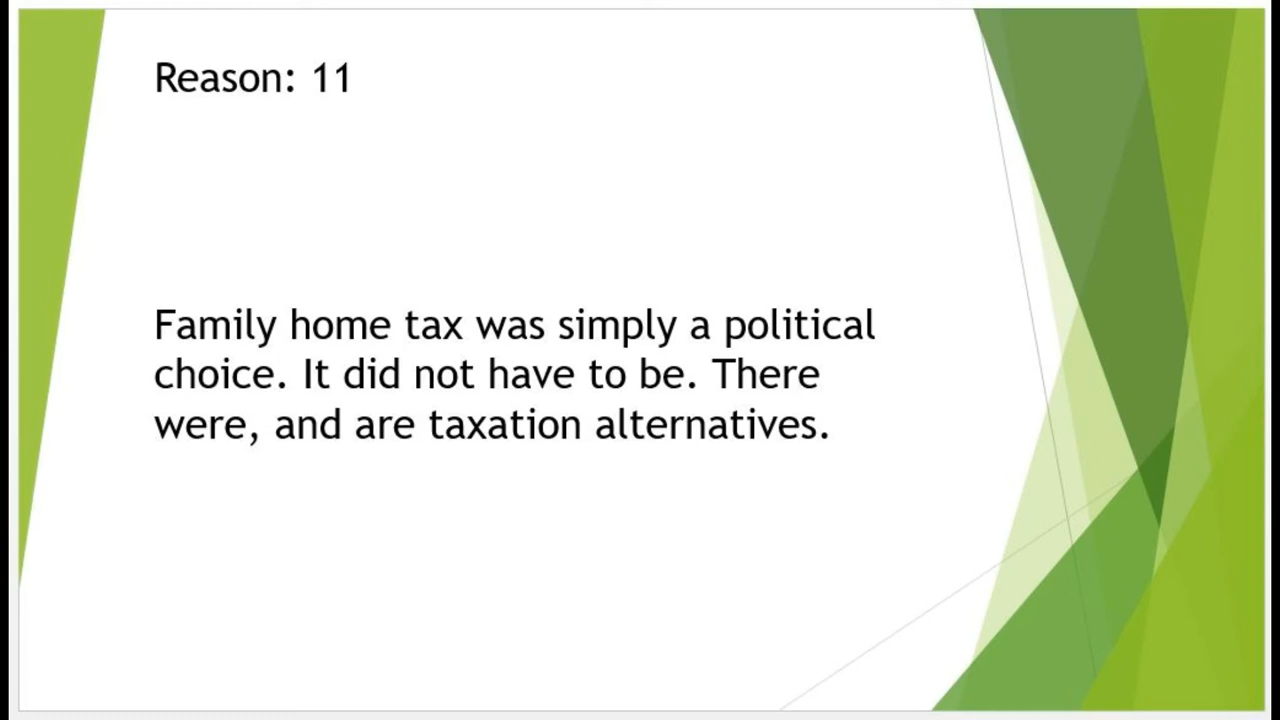 Reason: 11
Family home tax was simply a political
choice. It did not have to be. There
were, and are taxation alternatives.